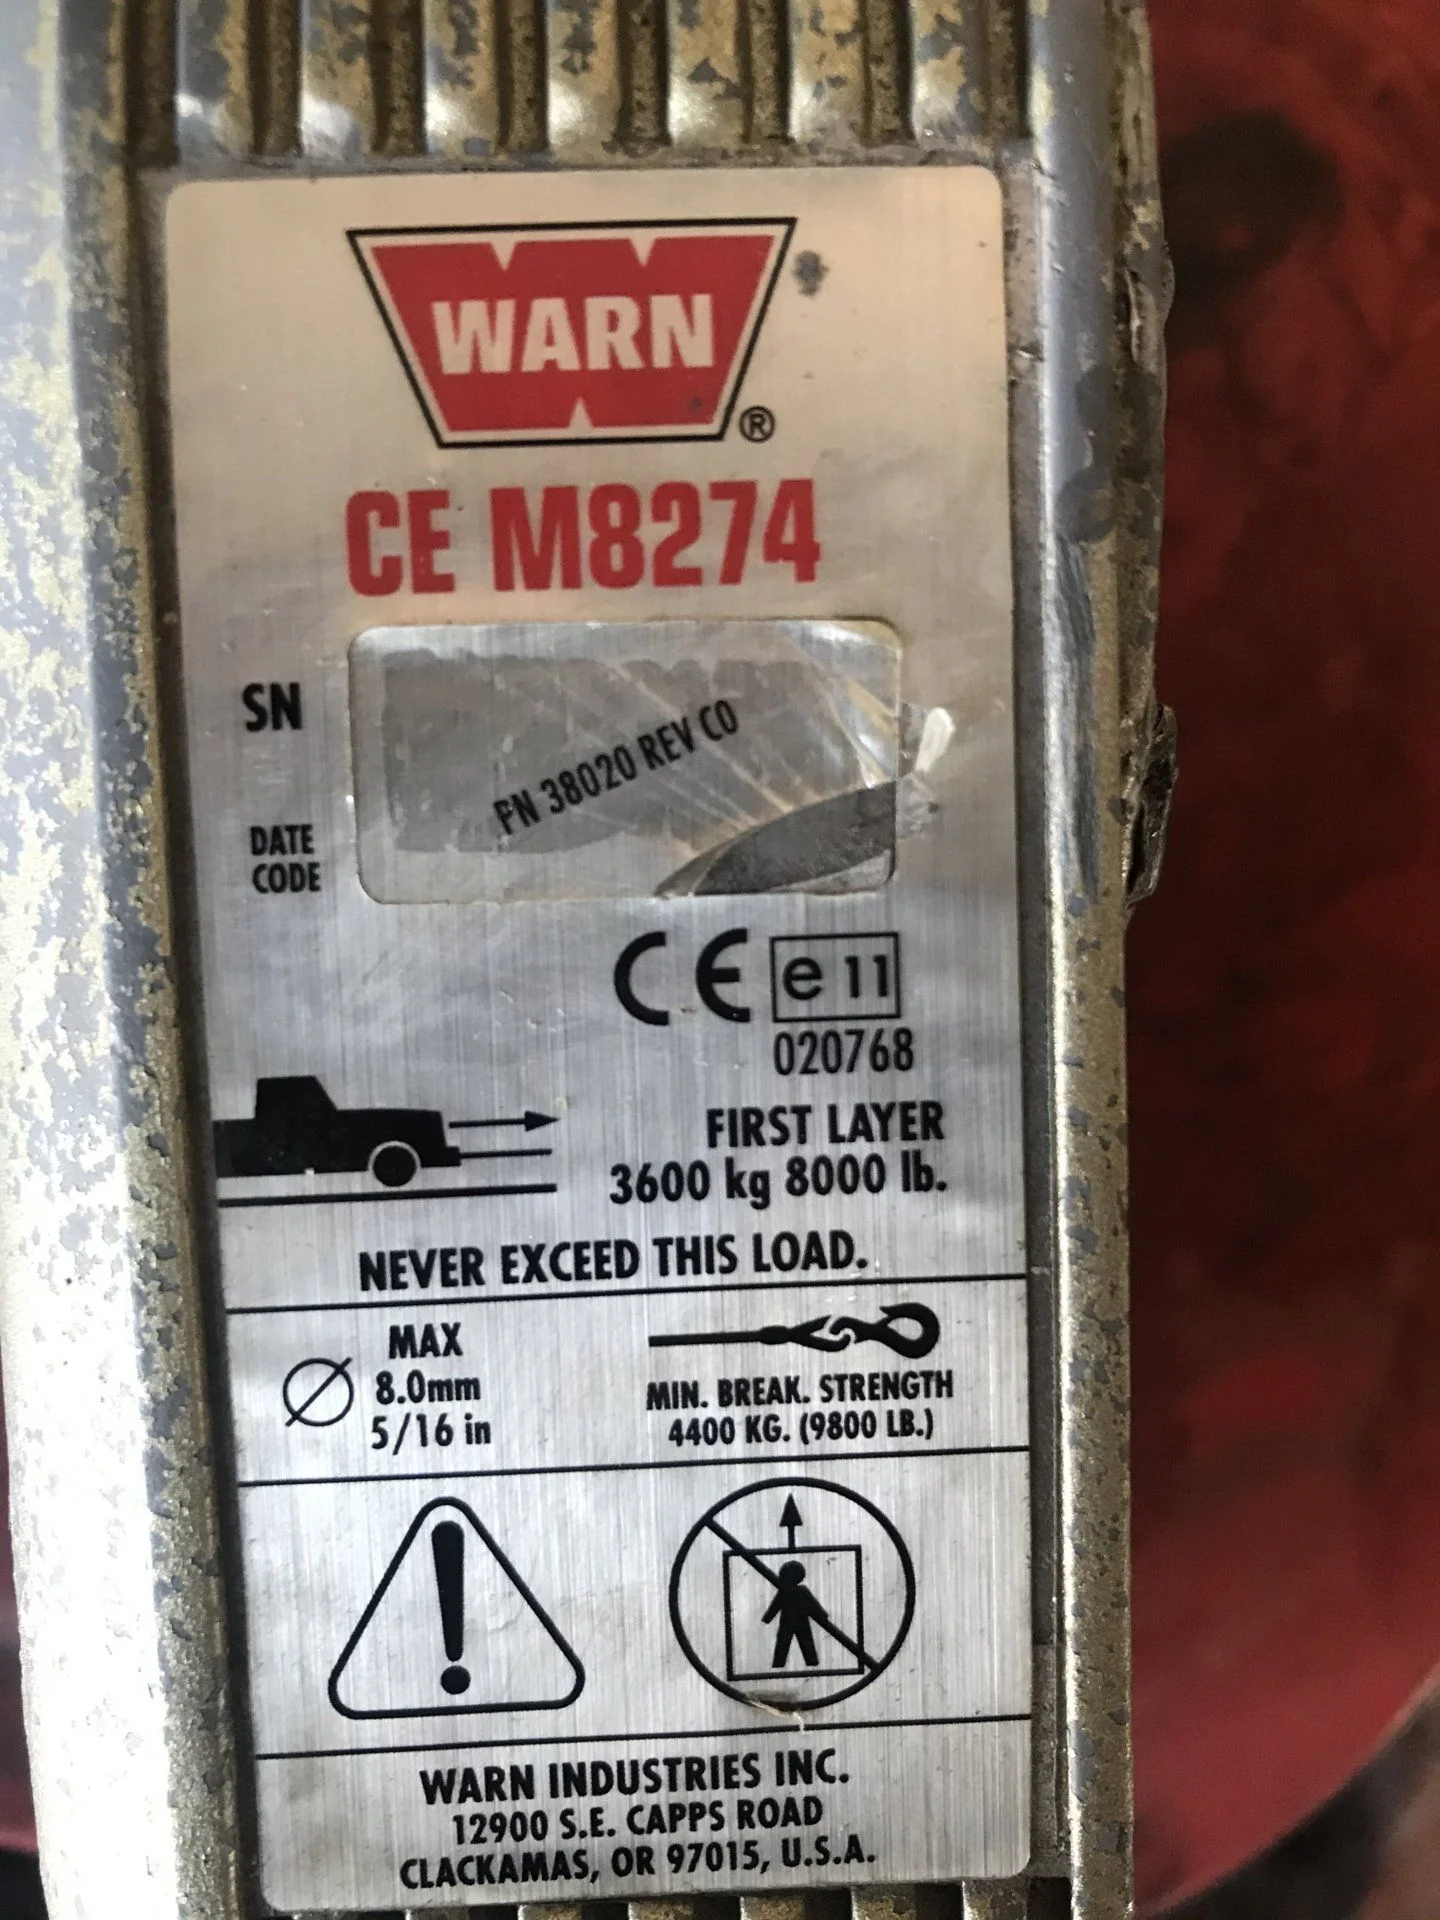 WARN
®
CE M8274
SN
PN 38020 REV C0
DATE
CODE
CE e11
020768
FIRST LAYER
3600 kg 8000 lb.
NEVER EXCEED THIS LOAD.
MAX
8.0mm
5/16 in
MIN. BREAK. STRENGTH
4400 KG. (9800 LB.)
WARN INDUSTRIES INC.
12900 S.E. CAPPS ROAD
CLACKAMAS, OR 97015, U.S.A.